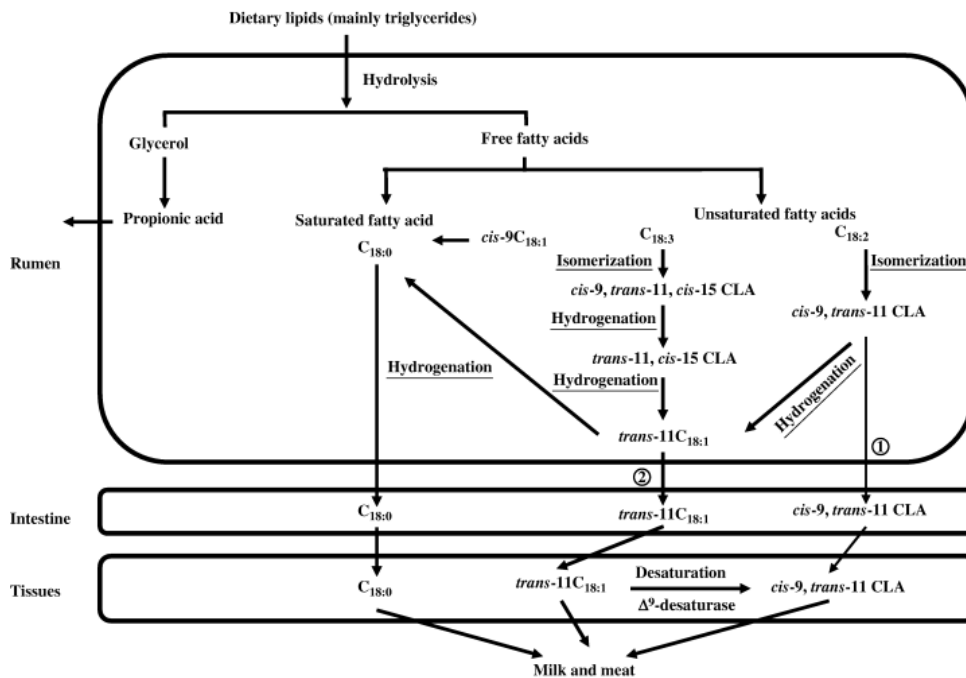 Dietary lipids (mainly triglycerides)
Hydrolysis
Glycerol
Free fatty acids
Propionic acid
Saturated fatty acid
Unsaturated fatty acids
cis-9C18:1
C18:3
C18:2
C18:0
Rumen
Isomerization
Isomerization
cis-9, trans-11, cis-15 CLA
cis-9, trans-11 CLA
Hydrogenation
trans-11, cis-15 CLA
Hydrogenation
Hydrogenation
Hydrogenation
trans-11C18:1
①
②
Intestine
C18:0
trans-11C18:1
cis-9, trans-11 CLA
Tissues
C18:0
trans-11C18:1
Desaturation
Δ9-desaturase
cis-9, trans-11 CLA
Milk and meat